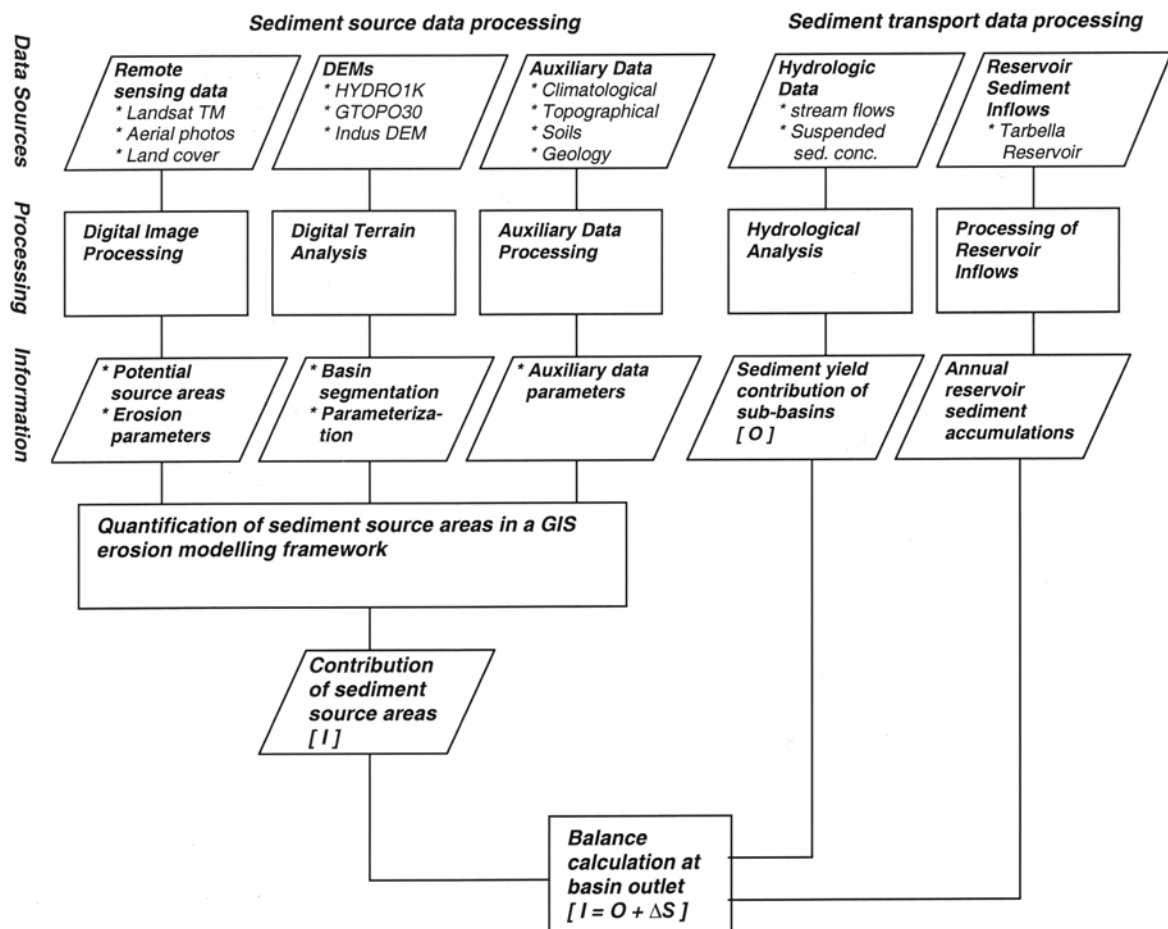 Sediment source data processing
Sediment transport data processing
Data Sources
Remote
sensing data
* Landsat TM
* Aerial photos
* Land cover
DEMs
* HYDRO1K
* GTOPO30
* Indus DEM
Auxiliary Data
* Climatological
* Topographical
* Soils
* Geology
Hydrologic
Data
* stream flows
* Suspended
sed. conc.
Reservoir
Sediment
Inflows
* Tarbella
Reservoir
Processing
Digital Image
Processing
Digital Terrain
Analysis
Auxiliary Data
Processing
Hydrological
Analysis
Processing of
Reservoir
Inflows
Information
* Potential
source areas
* Erosion
parameters
* Basin
segmentation
* Parameteriza-
tion
* Auxiliary data
parameters
Sediment yield
contribution of
sub-basins
[ O ]
Annual
reservoir
sediment
accumulations
Quantification of sediment source areas in a GIS
erosion modelling framework
Contribution
of sediment
source areas
[ I ]
Balance
calculation at
basin outlet
[ I = O + ΔS ]